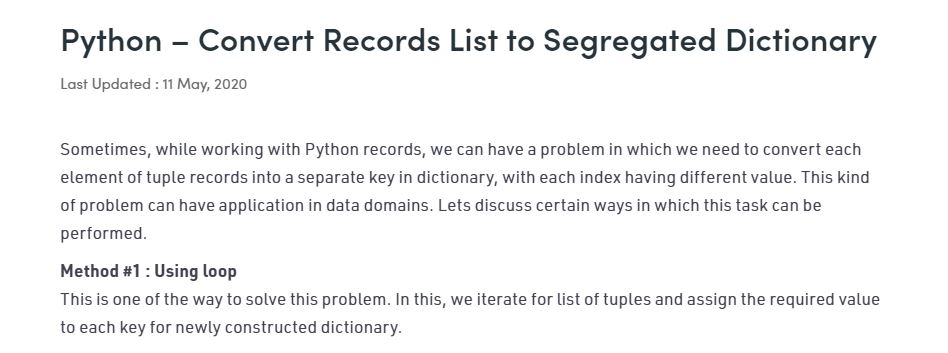 Python – Convert Records List to Segregated Dictionary
Last Updated : 11 May, 2020
Sometimes, while working with Python records, we can have a problem in which we need to convert each
element of tuple records into a separate key in dictionary, with each index having different value. This kind
of problem can have application in data domains. Lets discuss certain ways in which this task can be
performed.
Method #1 : Using loop
This is one of the way to solve this problem. In this, we iterate for list of tuples and assign the required value
to each key for newly constructed dictionary.